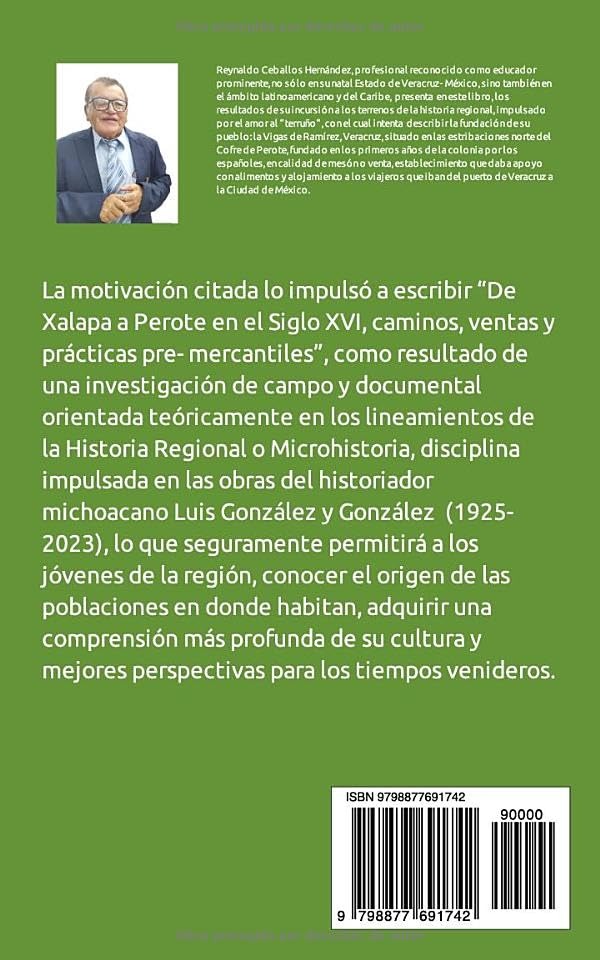 Reynaldo Ceballos Hernández, profesional reconocido como educador
prominente, no sólo en su natal Estado de Veracruz- México, sino también en
el ámbito latinoamericano y del Caribe, presenta en este libro, los
resultados de su incursión a los terrenos de la historia regional, impulsado
por el amor al "terruño", con el cual intenta describir la fundación de su
pueblo: la Vigas de Ramírez, Veracruz, situado en las estribaciones norte del
Cofre de Perote, fundado en los primeros años de la colonia por los
españoles, en calidad de mesón o venta, establecimiento que daba apoyo
con alimentos y alojamiento a los viajeros que iban del puerto de Veracruz a
la Ciudad de México.
La motivación citada lo impulsó a escribir “De
Xalapa a Perote en el Siglo XVI, caminos, ventas y
prácticas pre- mercantiles”, como resultado de
una investigación de campo y documental
orientada teóricamente en los lineamientos de
la Historia Regional o Microhistoria, disciplina
impulsada en las obras del historiador
michoacano Luis González y González (1925-
2023), lo que seguramente permitirá a los
jóvenes de la región, conocer el origen de las
poblaciones en donde habitan, adquirir una
comprensión más profunda de su cultura y
mejores perspectivas para los tiempos venideros.
ISBN 9798877691742
90000
9 798877 691742